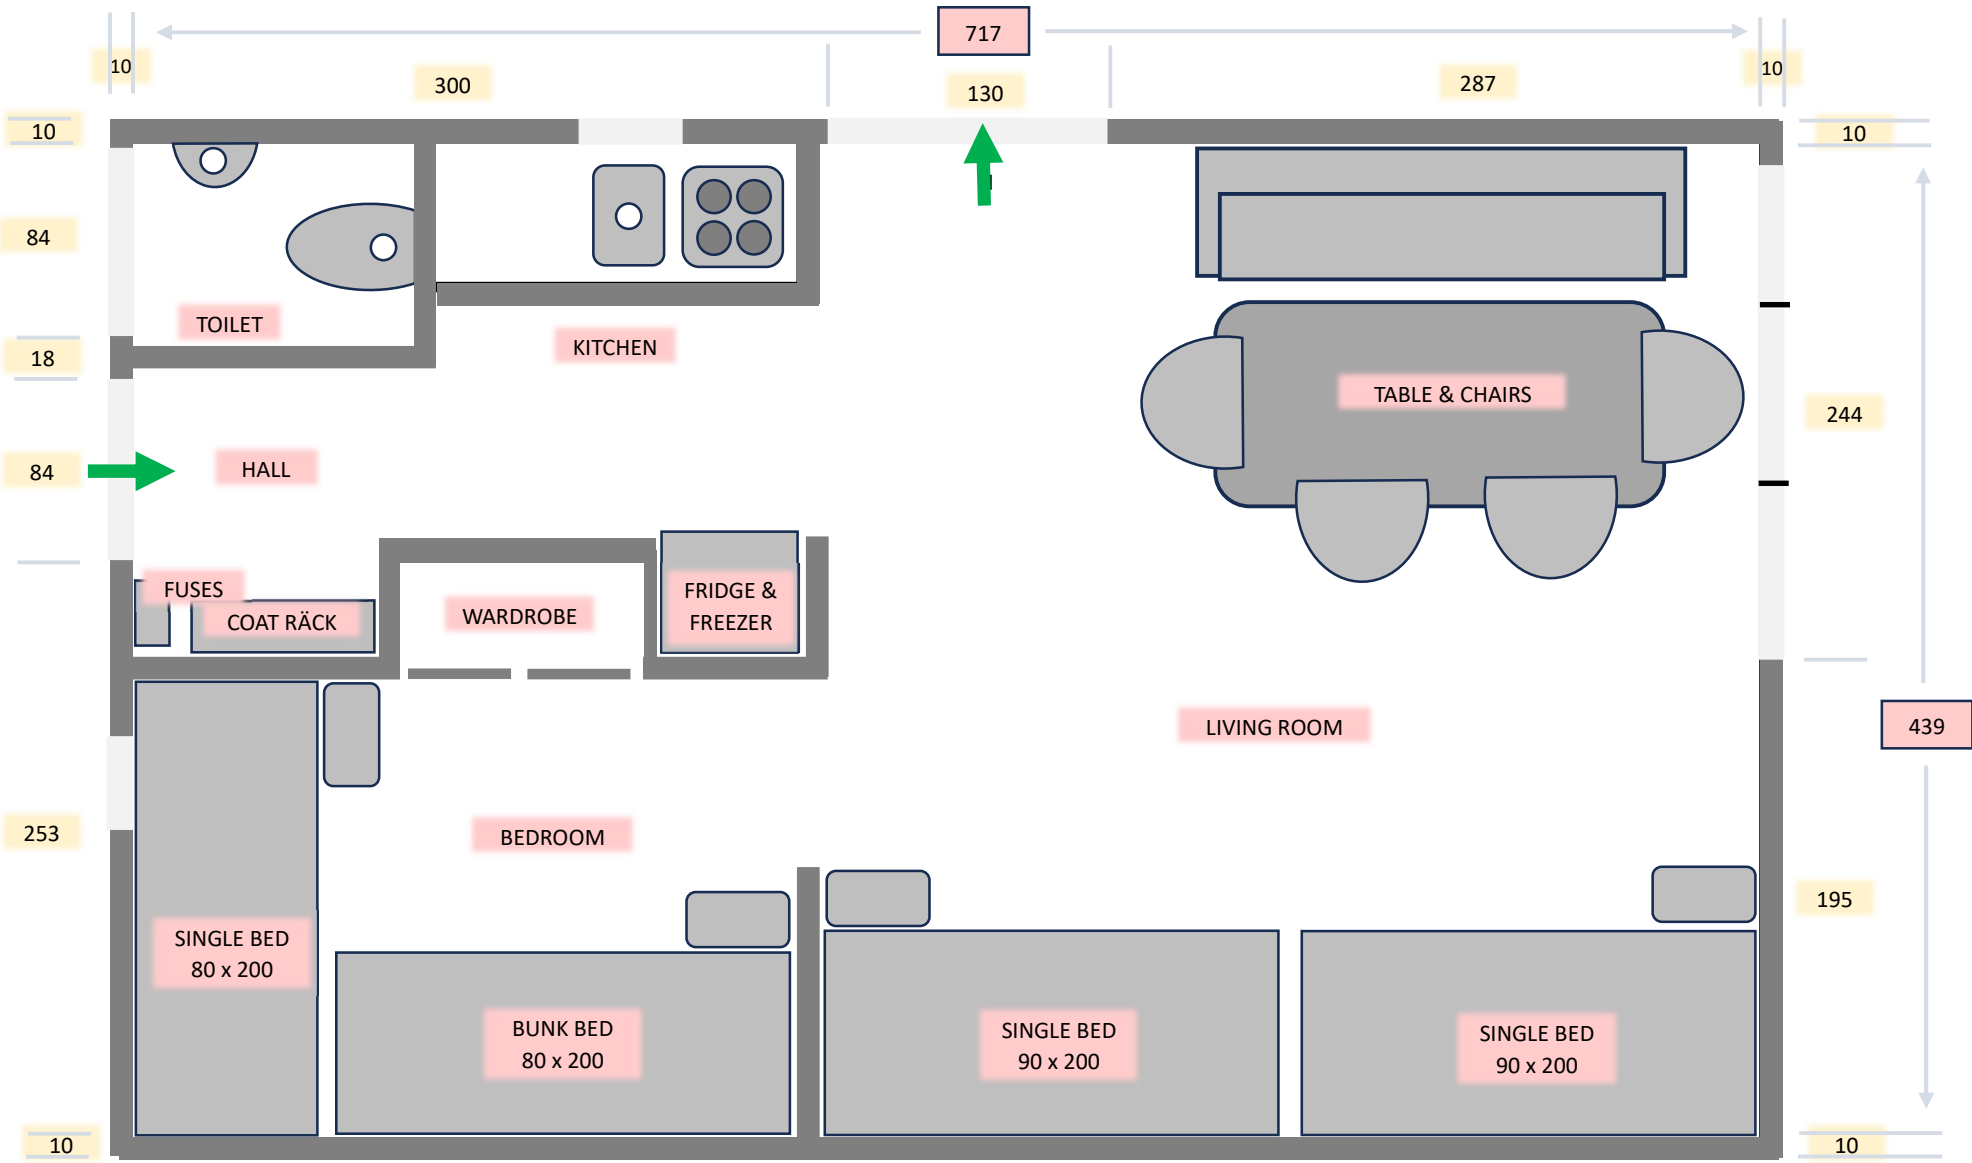 717
10
300
130
287
10
10
10
84
TOILET
KITCHEN
18
TABLE & CHAIRS
244
84
HALL
FUSES
COAT RÄCK
WARDROBE
FRIDGE &
FREEZER
LIVING ROOM
439
253
BEDROOM
195
SINGLE BED
80 x 200
BUNK BED
80 x 200
SINGLE BED
90 x 200
SINGLE BED
90 x 200
10
10